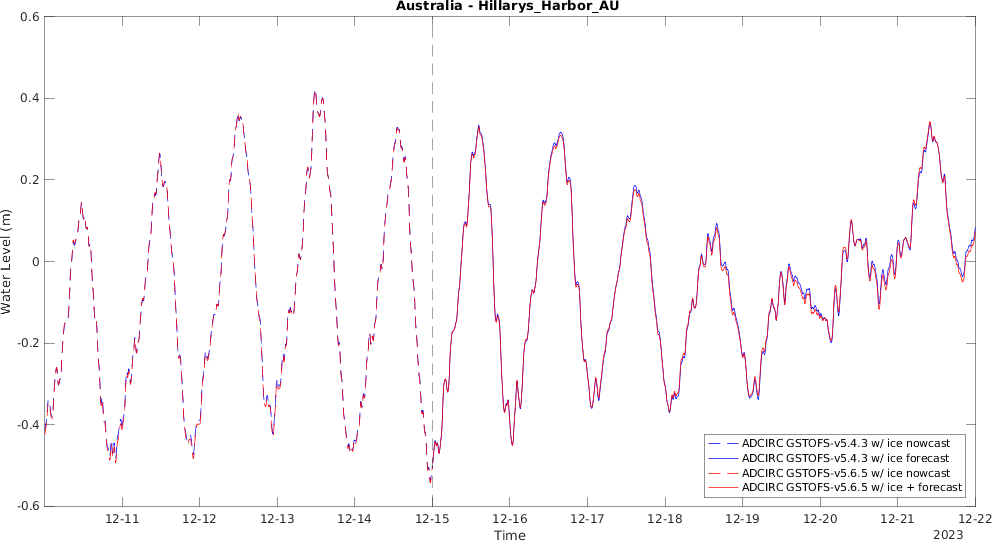 Australia - Hillarys_Harbor_AU
0.6
0.4
0.2
0
-0.2
-0.4
-0.6
Water Level (m)
12-11 12-12 12-13 12-14 12-15 12-16 12-17 12-18 12-19 12-20 12-21 12-22
Time
2023
ADCIRC GSTOFS-v5.4.3 w/ ice nowcast
ADCIRC GSTOFS-v5.4.3 w/ ice forecast
ADCIRC GSTOFS-v5.6.5 w/ ice nowcast
ADCIRC GSTOFS-v5.6.5 w/ ice + forecast